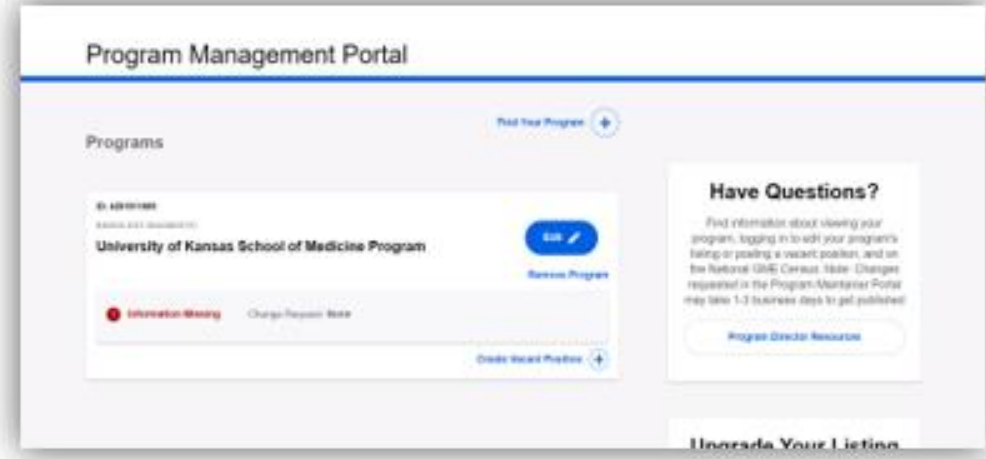 Program Management Portal
Find Your Program
Programs
University of Kansas School of Medicine Program
Edit
Remove Program
Information Missing Change Request: None
Create Vacant Position
Have Questions?
Find information about viewing your
program, logging in to edit your program's
listing or posting a vacant position, and on
the National GME Census. Note: Changes
requested in the Program Maintainer Portal
may take 1-3 business days to get published
Program Director Resources
Upgrade Your Listing